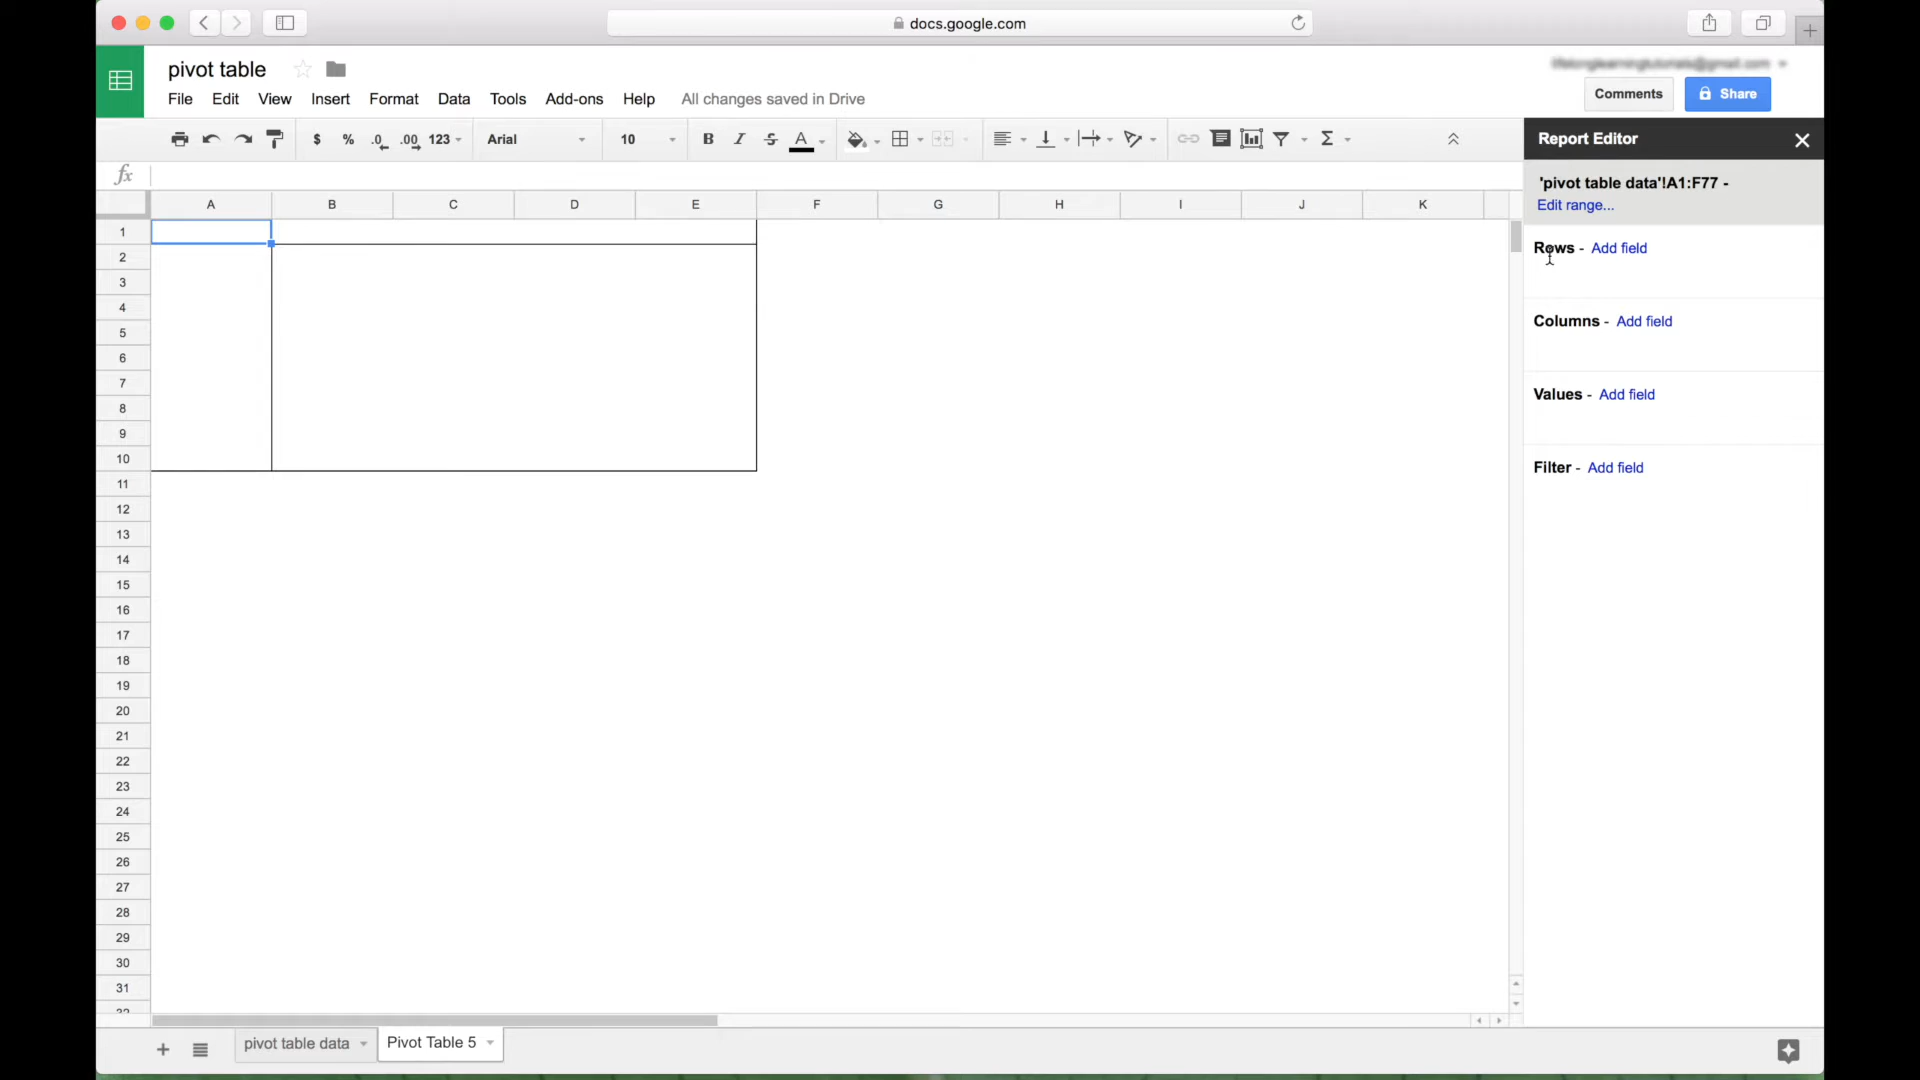 docs.google.com
pivot table
File Edit View Insert Format Data Tools Add-ons Help All changes saved in Drive
Comments
Share
$ % .0 .00 123 Arial 10 B I S A Σ
Report Editor
fx
'pivot table data'!A1:F77 -
Edit range...
A B C D E F G H I J K
Rows - Add field
Columns - Add field
Values - Add field
Filter - Add field
1
2
3
4
5
6
7
8
9
10
11
12
13
14
15
16
17
18
19
20
21
22
23
24
25
26
27
28
29
30
31
32
pivot table data
Pivot Table 5